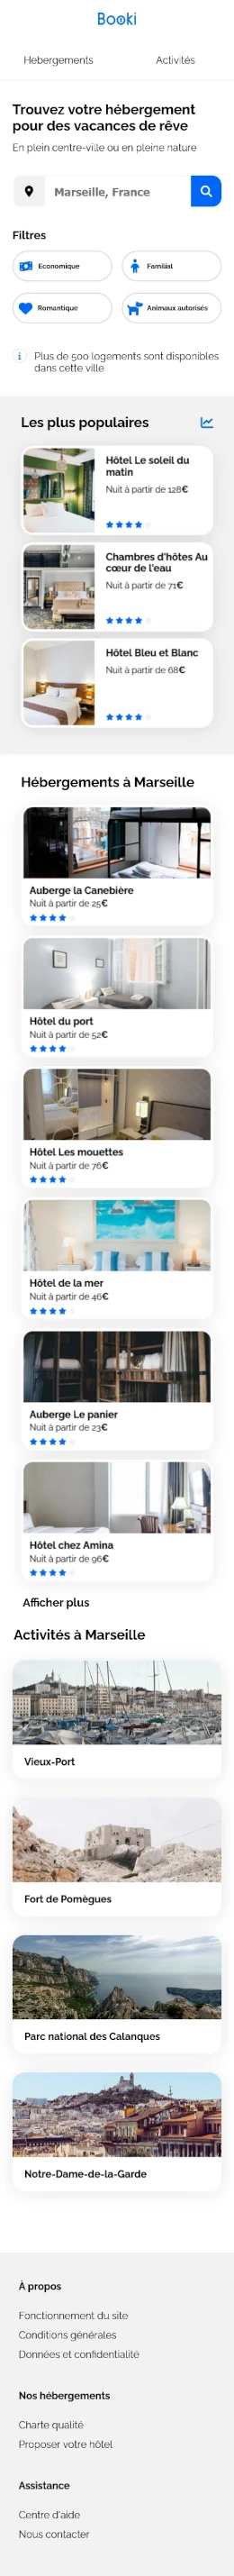 Booki
Hebergements
Activités
Trouvez votre hébergement
pour des vacances de rêve
En plein centre-ville ou en pleine nature
Marseille, France
Filtres
Economique
Familial
Romantique
Animaux autorisés
Plus de 500 logements sont disponibles
dans cette ville
Les plus populaires
Hôtel Le soleil du
matin
Nuit à partir de 128€
Chambres d'hôtes Au
cœur de l'eau
Nuit à partir de 71€
Hôtel Bleu et Blanc
Nuit à partir de 68€
Hébergements à Marseille
Auberge la Canebière
Nuit à partir de 25€
Hôtel du port
Nuit à partir de 52€
Hôtel Les mouettes
Nuit à partir de 76€
Hôtel de la mer
Nuit à partir de 46€
Auberge Le panier
Nuit à partir de 23€
Hôtel chez Amina
Nuit à partir de 96€
Afficher plus
Activités à Marseille
Vieux-Port
Fort de Pomègues
Parc national des Calanques
Notre-Dame-de-la-Garde
À propos
Fonctionnement du site
Conditions générales
Données et confidentialité
Nos hébergements
Charte qualité
Proposer votre hôtel
Assistance
Centre d'aide
Nous contacter